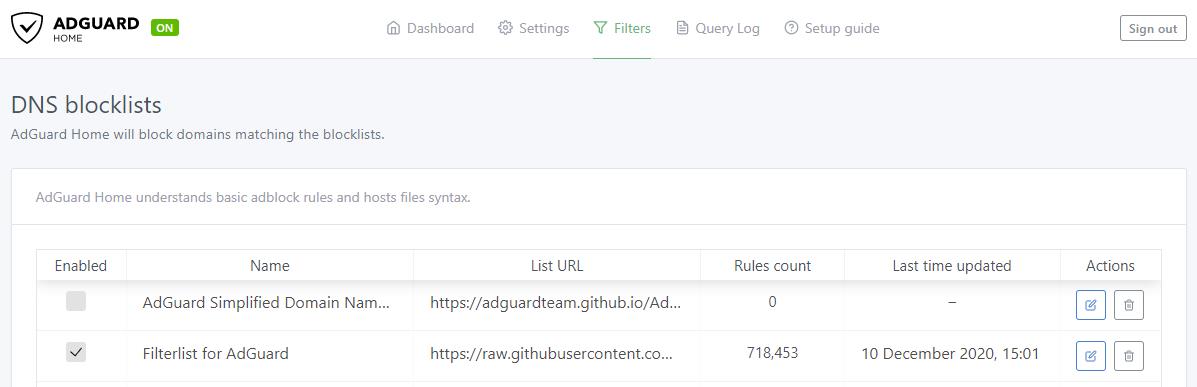 ADGUARD
HOME
ON
Dashboard Settings Filters Query Log Setup guide
Sign out
DNS blocklists
AdGuard Home will block domains matching the blocklists.
AdGuard Home understands basic adblock rules and hosts files syntax.
Enabled Name List URL Rules count Last time updated Actions
AdGuard Simplified Domain Nam... https://adguardteam.github.io/Ad... 0 –
Filterlist for AdGuard https://raw.githubusercontent.co... 718,453 10 December 2020, 15:01